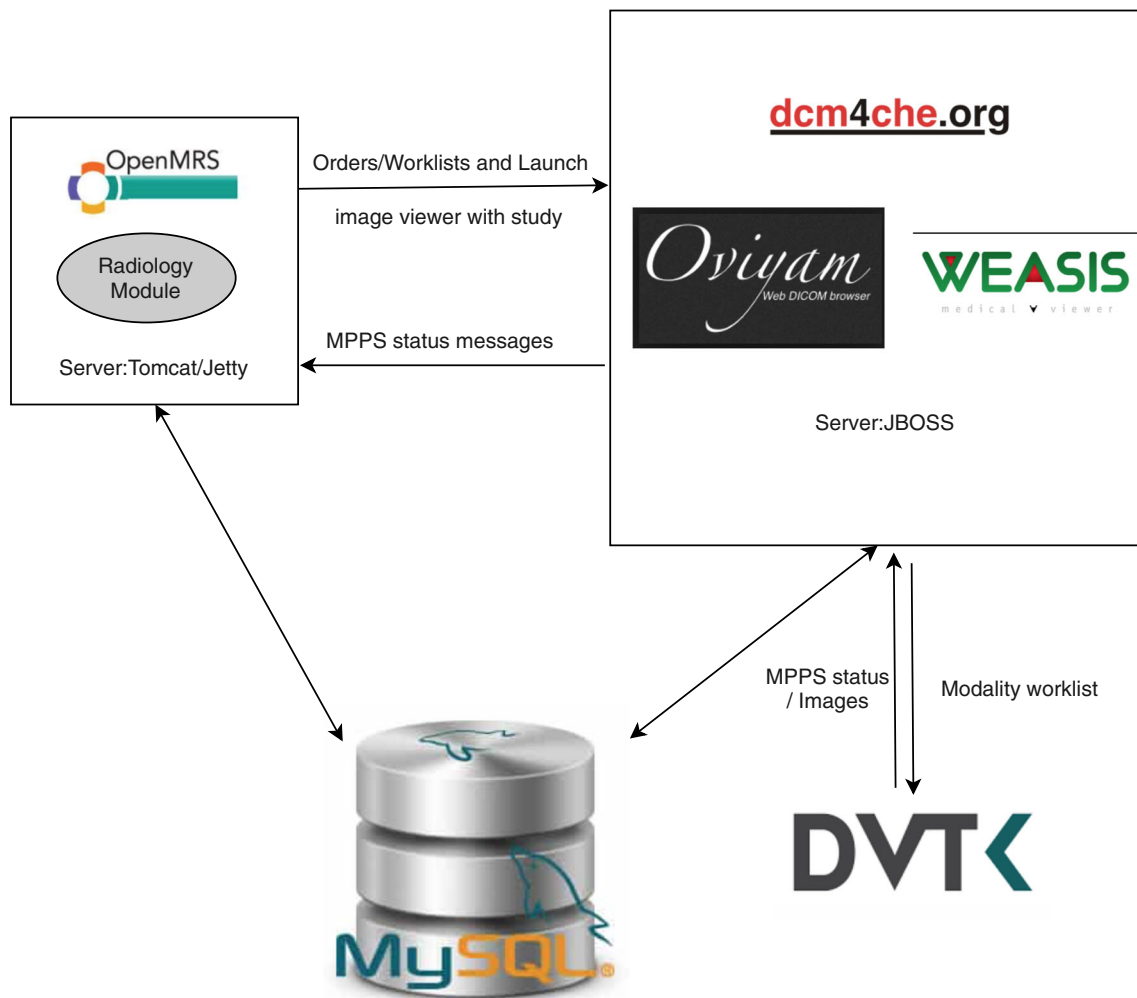 dcm4che.org
OpenMRS
Orders/Worklists and Launch
image viewer with study
Oviyam
Web DICOM browser
WEASIS
medical viewer
Radiology
Module
MPPS status messages
Server:Tomcat/Jetty
Server:JBOSS
MPPS status
/ Images
Modality worklist
DVTK
MySQL®